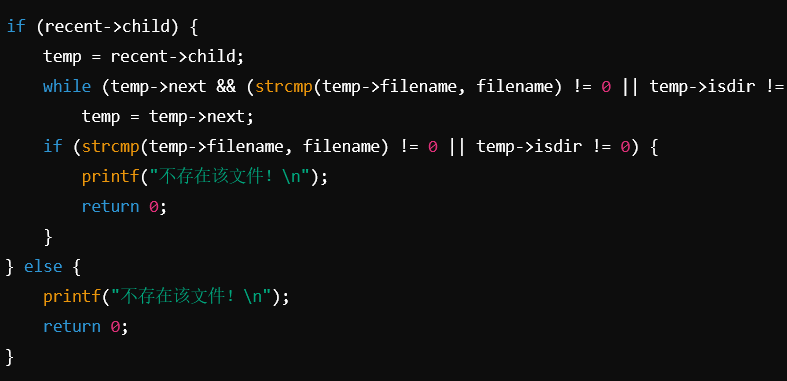 if (recent->child) {
    temp = recent->child;
    while (temp->next && (strcmp(temp->filename, filename) != 0 || temp->isdir !=
        temp = temp->next;
    if (strcmp(temp->filename, filename) != 0 || temp->isdir != 0) {
        printf("不存在该文件！\n");
        return 0;
    }
} else {
    printf("不存在该文件！\n");
    return 0;
}